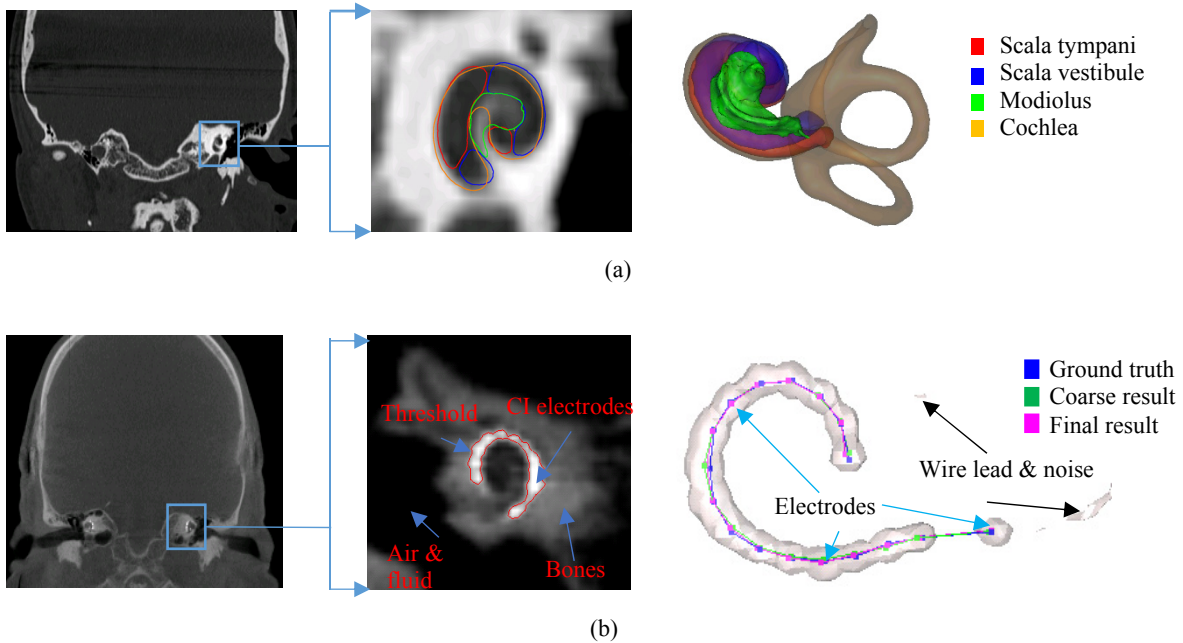 Scala tympani
Scala vestibule
Modiolus
Cochlea
(a)
Threshold
CI electrodes
Air &
fluid
Bones
Ground truth
Coarse result
Final result
Wire lead & noise
Electrodes
(b)